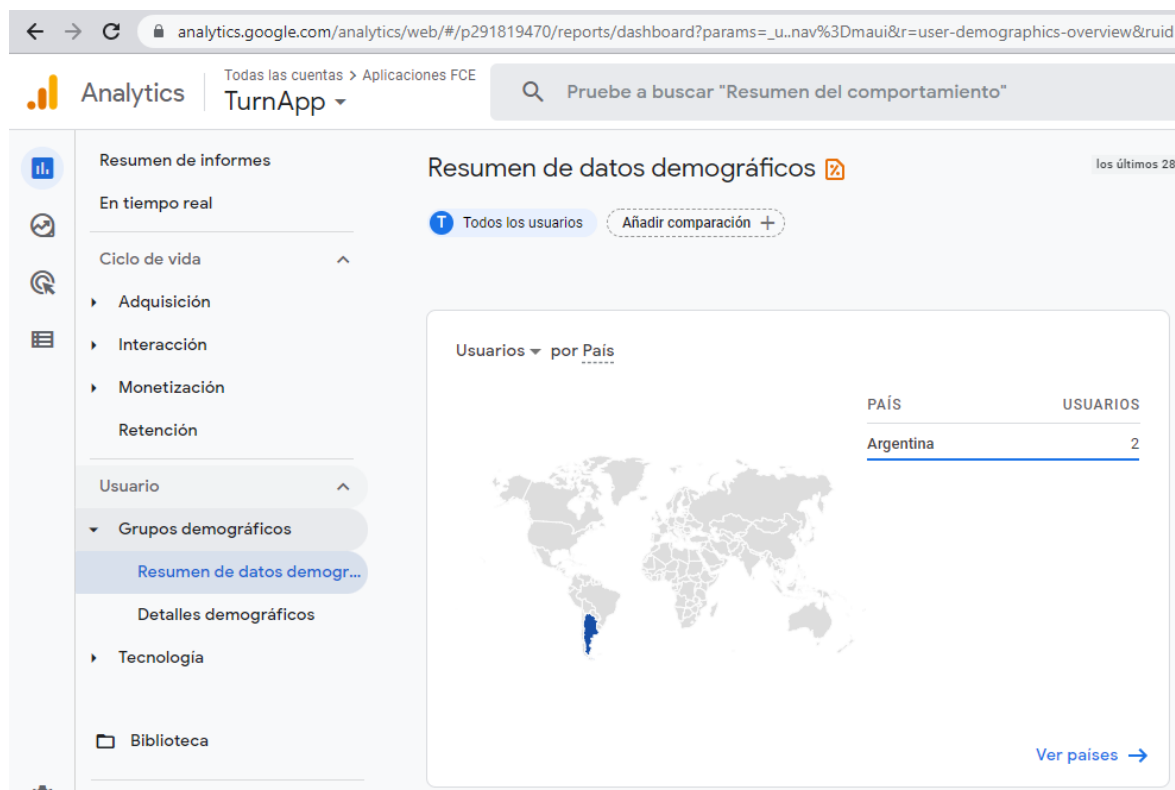 analytics.google.com/analytics/web/#/p291819470/reports/dashboard?params=_u..nav%3Dmaui&r=user-demographics-overview&ruid
Analytics
Todas las cuentas > Aplicaciones FCE
TurnApp
Pruebe a buscar "Resumen del comportamiento"
Resumen de informes
En tiempo real
Ciclo de vida
Adquisición
Interacción
Monetización
Retención
Usuario
Grupos demográficos
Resumen de datos demogr...
Detalles demográficos
Tecnología
Biblioteca
Resumen de datos demográficos
los últimos 28
T Todos los usuarios
Añadir comparación +
Usuarios por País
PAÍS USUARIOS
Argentina 2
Ver países →